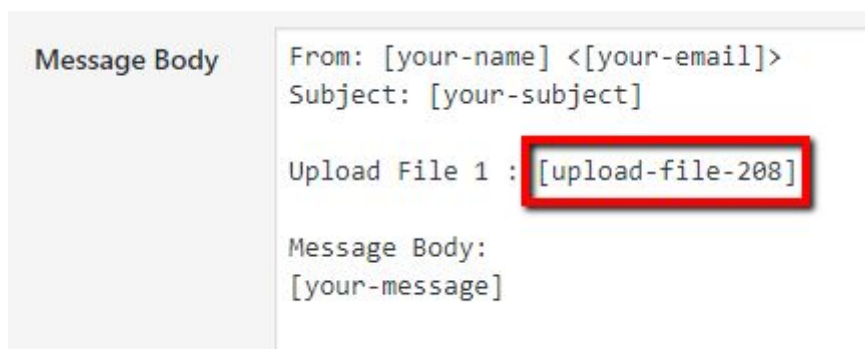 Message Body
From: [your-name] <[your-email]>
Subject: [your-subject]
Upload File 1 : [upload-file-208]
Message Body:
[your-message]